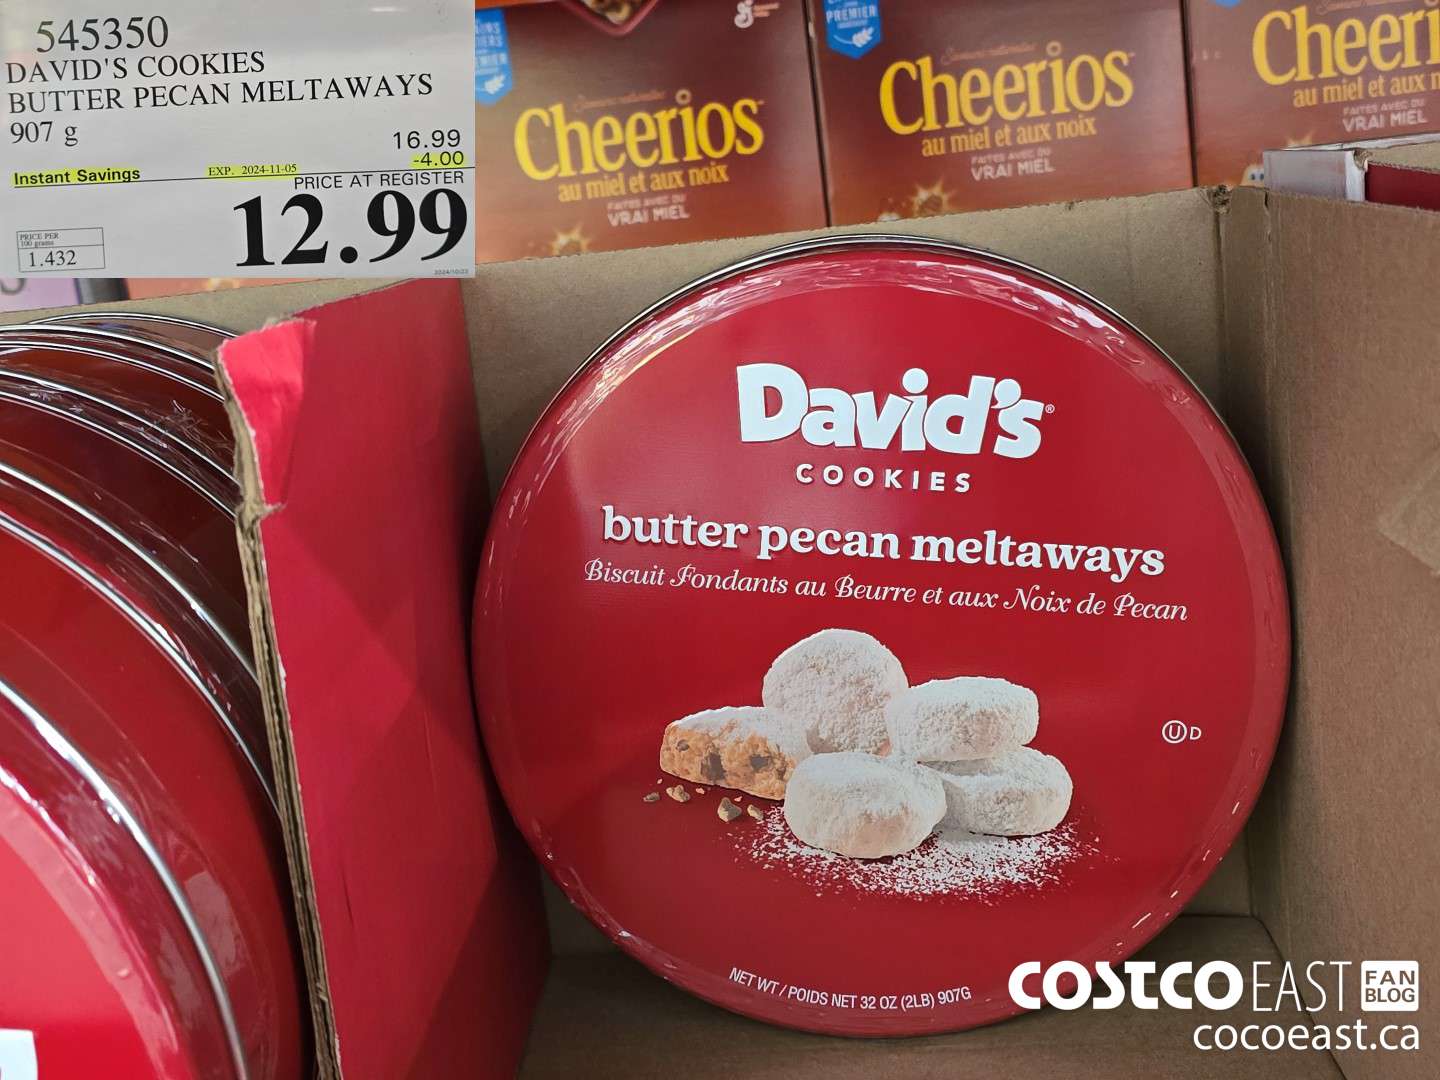 545350
DAVID'S COOKIES
BUTTER PECAN MELTAWAYS
907 g
16.99
-4.00
Instant Savings
EXP. 2024-11-05
PRICE AT REGISTER
12.99
PRICE PER
100 grams
1.432
2024/10/22
Cheerios
au miel et aux noix
FAITES AVEC DU
VRAI MIEL
PREMIER
Cheerios
au miel et aux noix
FAITES AVEC DU
VRAI MIEL
Cheeri
au miel et aux n
FAITES AVEC DU
VRAI MIEL
David's®
COOKIES
butter pecan meltaways
Biscuit Fondants au Beurre et aux Noix de Pecan
U D
NET WT / POIDS NET 32 OZ (2LB) 907G
COSTCO EAST FAN BLOG
cocoeast.ca